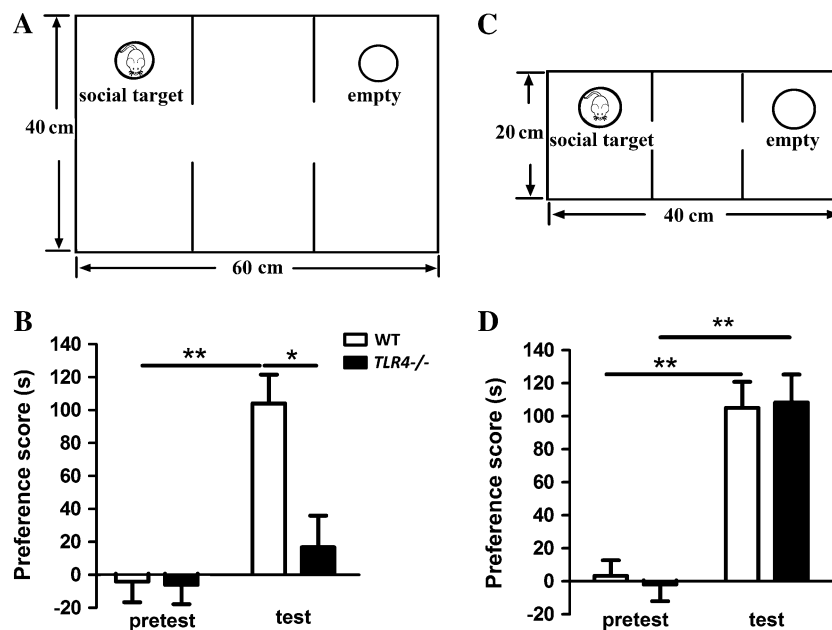 A
social target
empty
40 cm
60 cm
C
social target
empty
20 cm
40 cm
B
Preference score (s)
140
120
100
80
60
40
20
0
-20
**
*
WT
TLR4-/-
pretest
test
D
Preference score (s)
140
120
100
80
60
40
20
0
-20
**
**
pretest
test